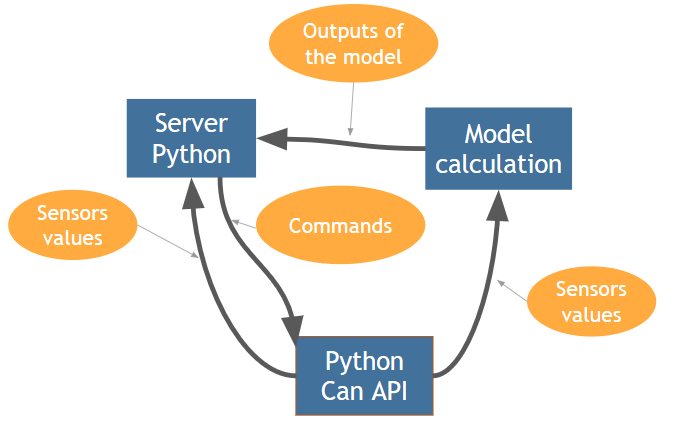 Outputs of
the model
Server
Python
Model
calculation
Sensors
values
Commands
Sensors
values
Python
Can API